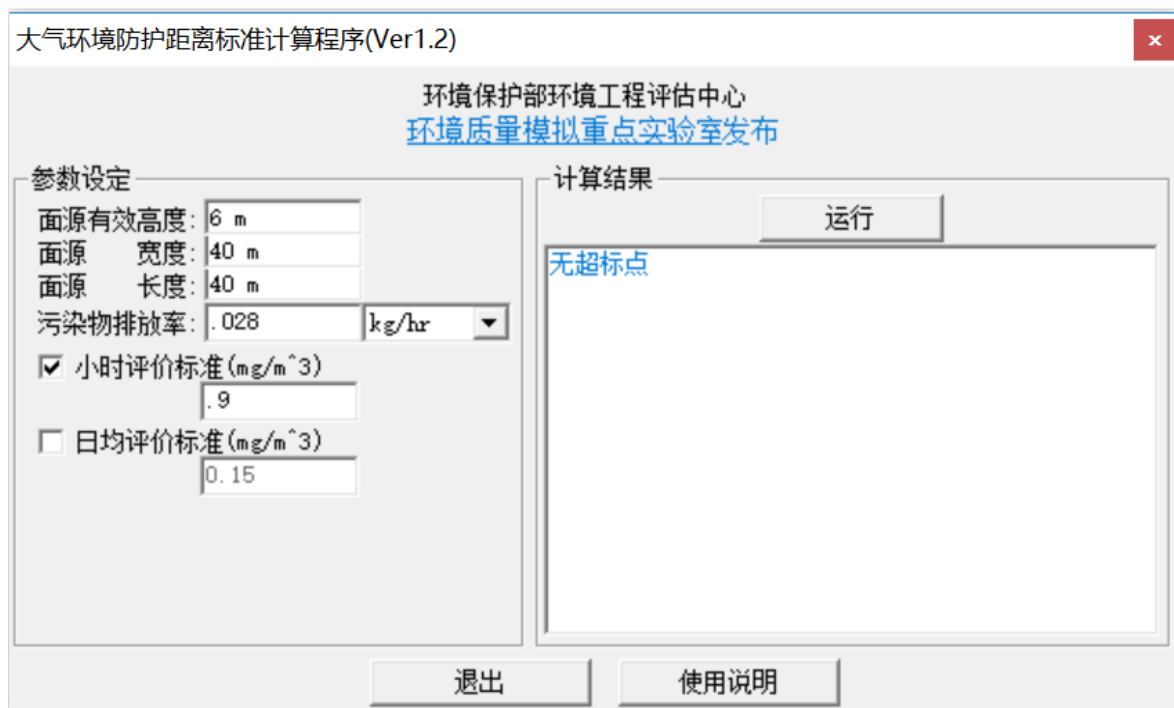 大气环境防护距离标准计算程序(Ver1.2)
x
环境保护部环境工程评估中心
环境质量模拟重点实验室发布
参数设定
面源有效高度: 6 m
面源 宽度: 40 m
面源 长度: 40 m
污染物排放率: .028 kg/hr
小时评价标准(mg/m^3)
.9
日均评价标准(mg/m^3)
0.15
计算结果
运行
无超标点
退出
使用说明